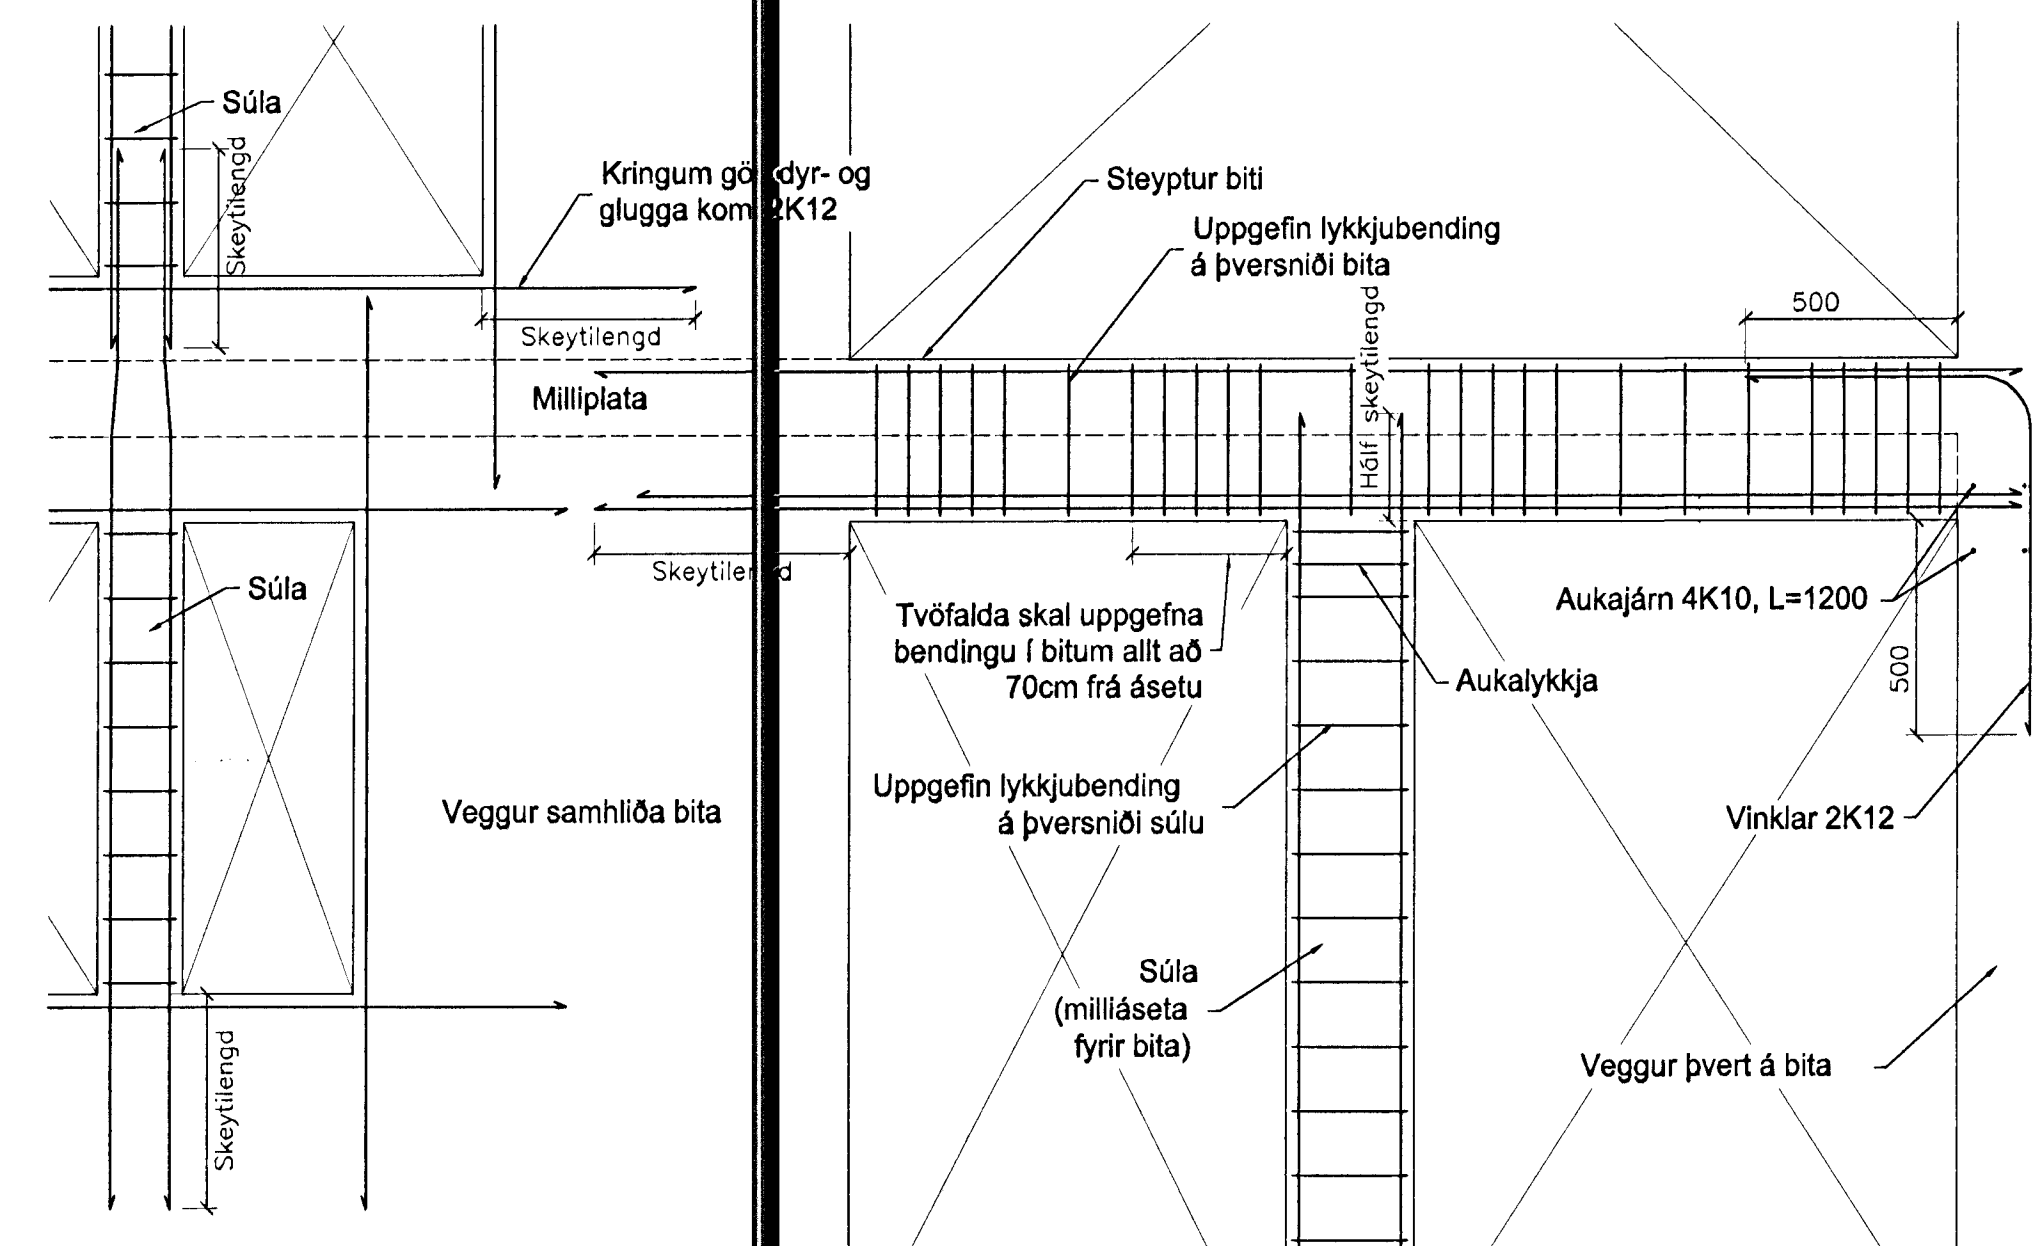 Súla
Skeytilengd
Kringum gö dyr- og
glugga kom 2K12
Skeytilengd
Milliplata
Súla
Veggur samhliða bita
Skeytilengd
Steyptur biti
Uppgefin lykkjubending
á þversniði bita
Hálf skeytilengd
500
Skeytilengd
Tvöfalda skal uppgefna
bendingu í bitum allt að
70cm frá ásetu
Aukajárn 4K10, L=1200
500
Aukalykkja
Uppgefin lykkjubending
á þversniði súlu
Vinklar 2K12
Súla
(milliáseta
fyrir bita)
Veggur þvert á bita